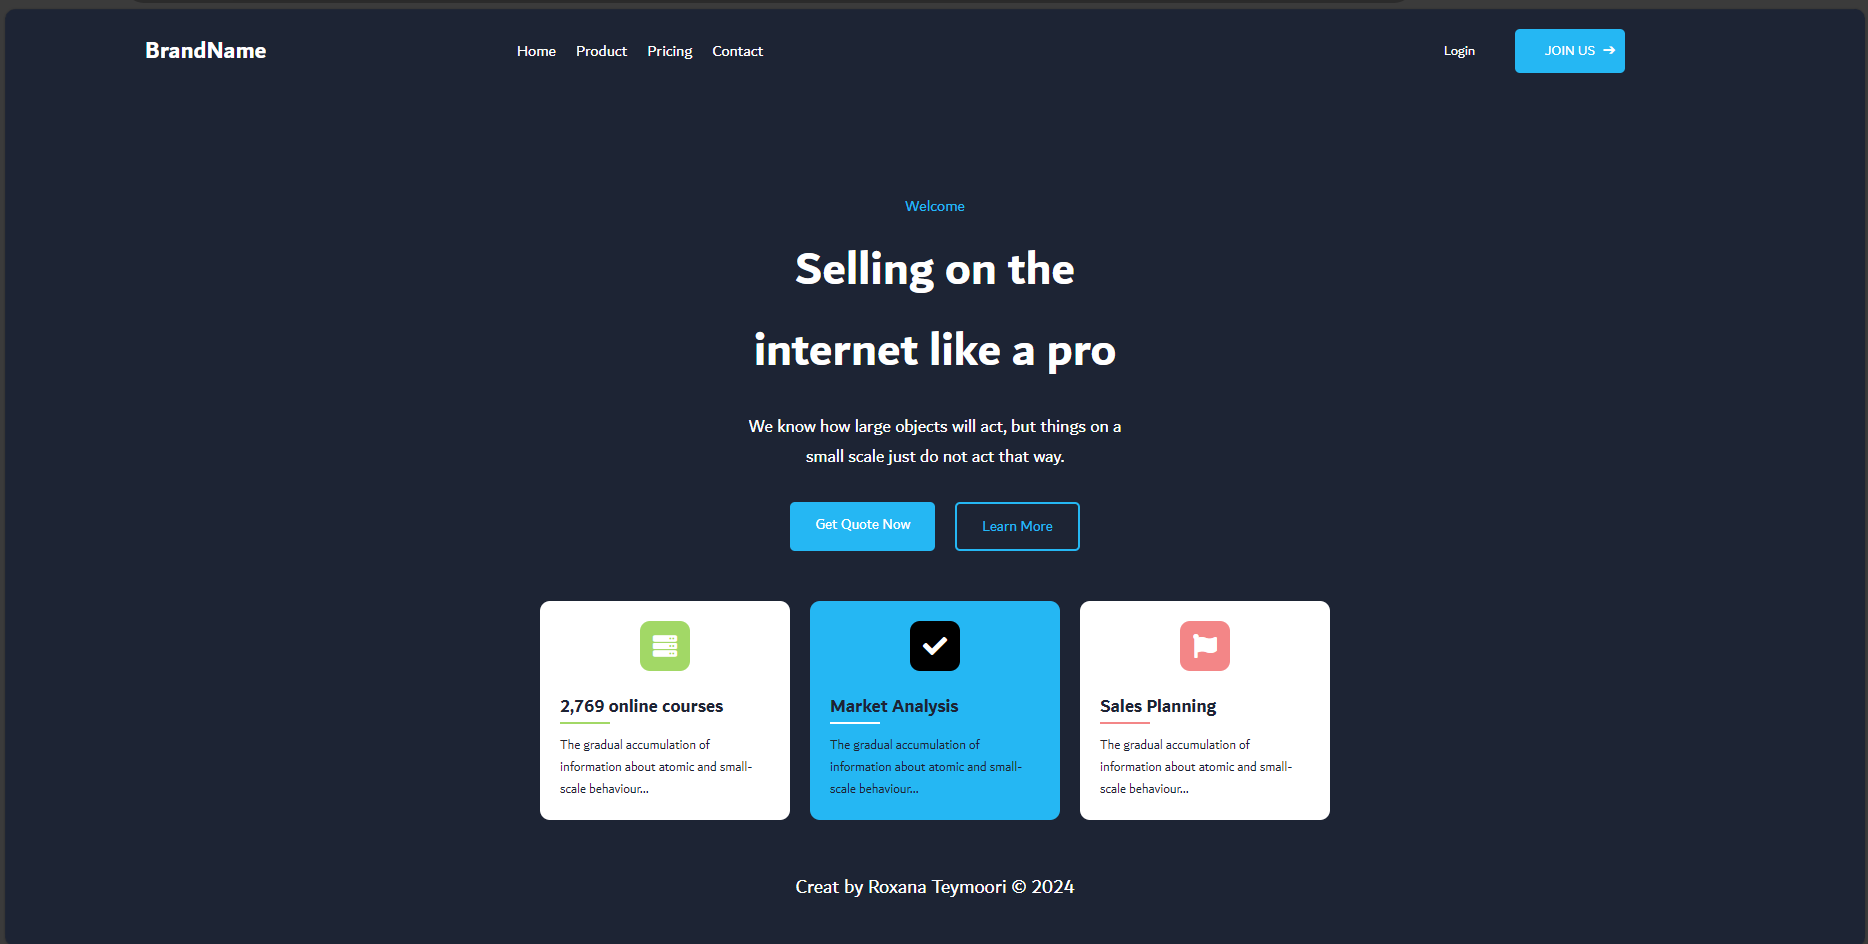 BrandName
Home Product Pricing Contact
Login
JOIN US →
Welcome
Selling on the
internet like a pro
We know how large objects will act, but things on a
small scale just do not act that way.
Get Quote Now
Learn More
2,769 online courses
The gradual accumulation of
information about atomic and small-
scale behaviour...
Market Analysis
The gradual accumulation of
information about atomic and small-
scale behaviour...
Sales Planning
The gradual accumulation of
information about atomic and small-
scale behaviour...
Creat by Roxana Teymoori © 2024